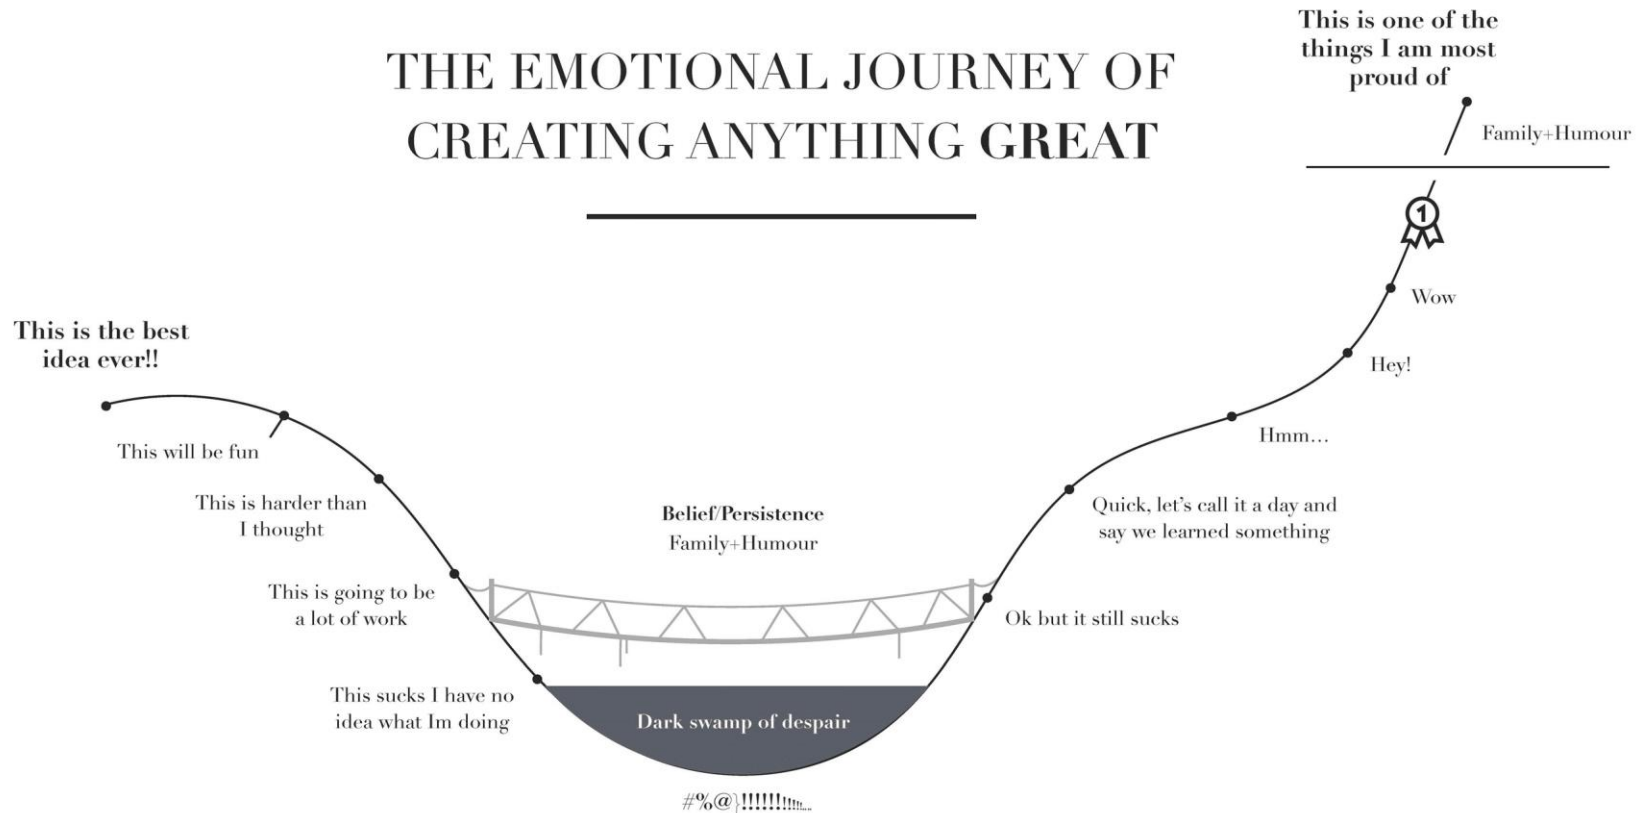 THE EMOTIONAL JOURNEY OF
CREATING ANYTHING GREAT
This is the best
idea ever!!
This will be fun
This is harder than
I thought
This is going to be
a lot of work
This sucks I have no
idea what Im doing
Dark swamp of despair
#%@}!!!!!!!!!!!...
Belief/Persistence
Family+Humour
Ok but it still sucks
Quick, let’s call it a day and
say we learned something
Hmm...
Hey!
Wow
1
Family+Humour
This is one of the
things I am most
proud of